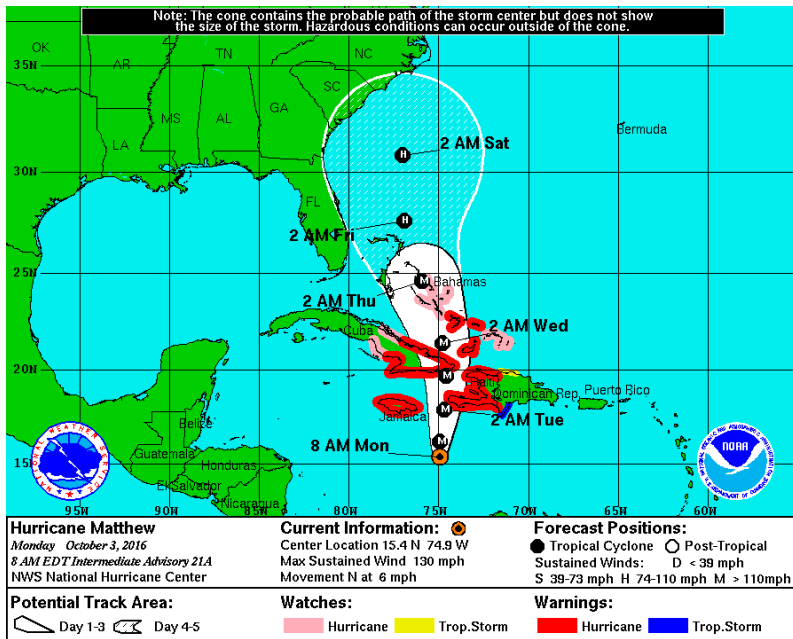 Note: The cone contains the probable path of the storm center but does not show
the size of the storm. Hazardous conditions can occur outside of the cone.
OK
TN
NC
35N
AR
SC
MS
AL
GA
LA
Bermuda
2 AM Sat
30N
FL
2 AM Fri
25N
Bahamas
2 AM Thu
2 AM Wed
Cuba
20N
Haiti
Dominican Rep.
Puerto Rico
Jamaica
2 AM Tue
Belize
8 AM Mon
Guatemala
15N
Honduras
El Salvador
Nicaragua
95W
90W
85W
80W
75W
70W
65W
60W
H
H
M
M
M
M
M
NATIONAL WEATHER SERVICE
NOAA
Hurricane Matthew
Monday October 3, 2016
8 AM EDT Intermediate Advisory 21A
NWS National Hurricane Center
Current Information:
Center Location 15.4 N 74.9 W
Max Sustained Wind 130 mph
Movement N at 6 mph
Forecast Positions:
Tropical Cyclone Post-Tropical
Sustained Winds: D < 39 mph
S 39-73 mph H 74-110 mph M > 110mph
Potential Track Area:
Day 1-3 Day 4-5
Watches:
Hurricane Trop.Storm
Warnings:
Hurricane Trop.Storm